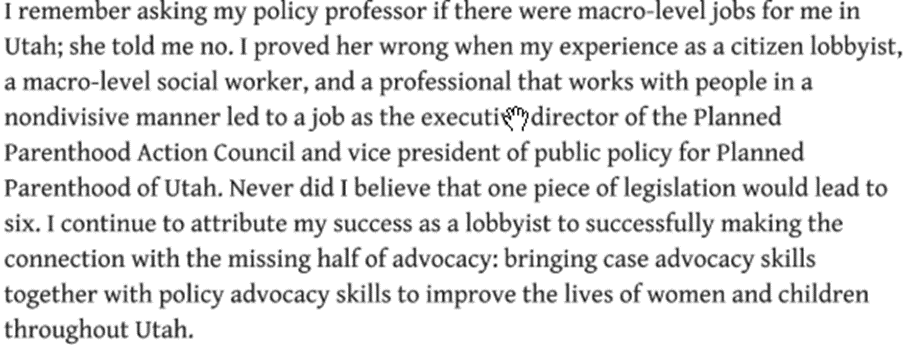 I remember asking my policy professor if there were macro-level jobs for me in
Utah; she told me no. I proved her wrong when my experience as a citizen lobbyist,
a macro-level social worker, and a professional that works with people in a
nondivisive manner led to a job as the executive director of the Planned
Parenthood Action Council and vice president of public policy for Planned
Parenthood of Utah. Never did I believe that one piece of legislation would lead to
six. I continue to attribute my success as a lobbyist to successfully making the
connection with the missing half of advocacy: bringing case advocacy skills
together with policy advocacy skills to improve the lives of women and children
throughout Utah.